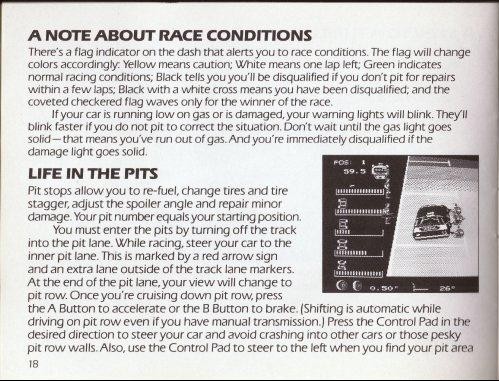 A NOTE ABOUT RACE CONDITIONS
There's a flag indicator on the dash that alerts you to race conditions. The flag will change
colors accordingly: Yellow means caution; White means one lap left; Green indicates
normal racing conditions; Black tells you you'll be disqualified if you don't pit for repairs
within a few laps; Black with a white cross means you have been disqualified; and the
coveted checkered flag waves only for the winner of the race.
If your car is running low on gas or is damaged, your warning lights will blink. They'll
blink faster if you do not pit to correct the situation. Don't wait until the gas light goes
solid—that means you've run out of gas. And you're immediately disqualified if the
damage light goes solid.
LIFE IN THE PITS
Pit stops allow you to re-fuel, change tires and tire
stagger, adjust the spoiler angle and repair minor
damage. Your pit number equals your starting position.
You must enter the pits by turning off the track
into the pit lane. While racing, steer your car to the
inner pit lane. This is marked by a red arrow sign
and an extra lane outside of the track lane markers.
At the end of the pit lane, your view will change to
pit row. Once you're cruising down pit row, press
the A Button to accelerate or the B Button to brake. (Shifting is automatic while
driving on pit row even if you have manual transmission.) Press the Control Pad in the
desired direction to steer your car and avoid crashing into other cars or those pesky
pit row walls. Also, use the Control Pad to steer to the left when you find your pit area
18
POS: 1
59.5
0.50"
26°